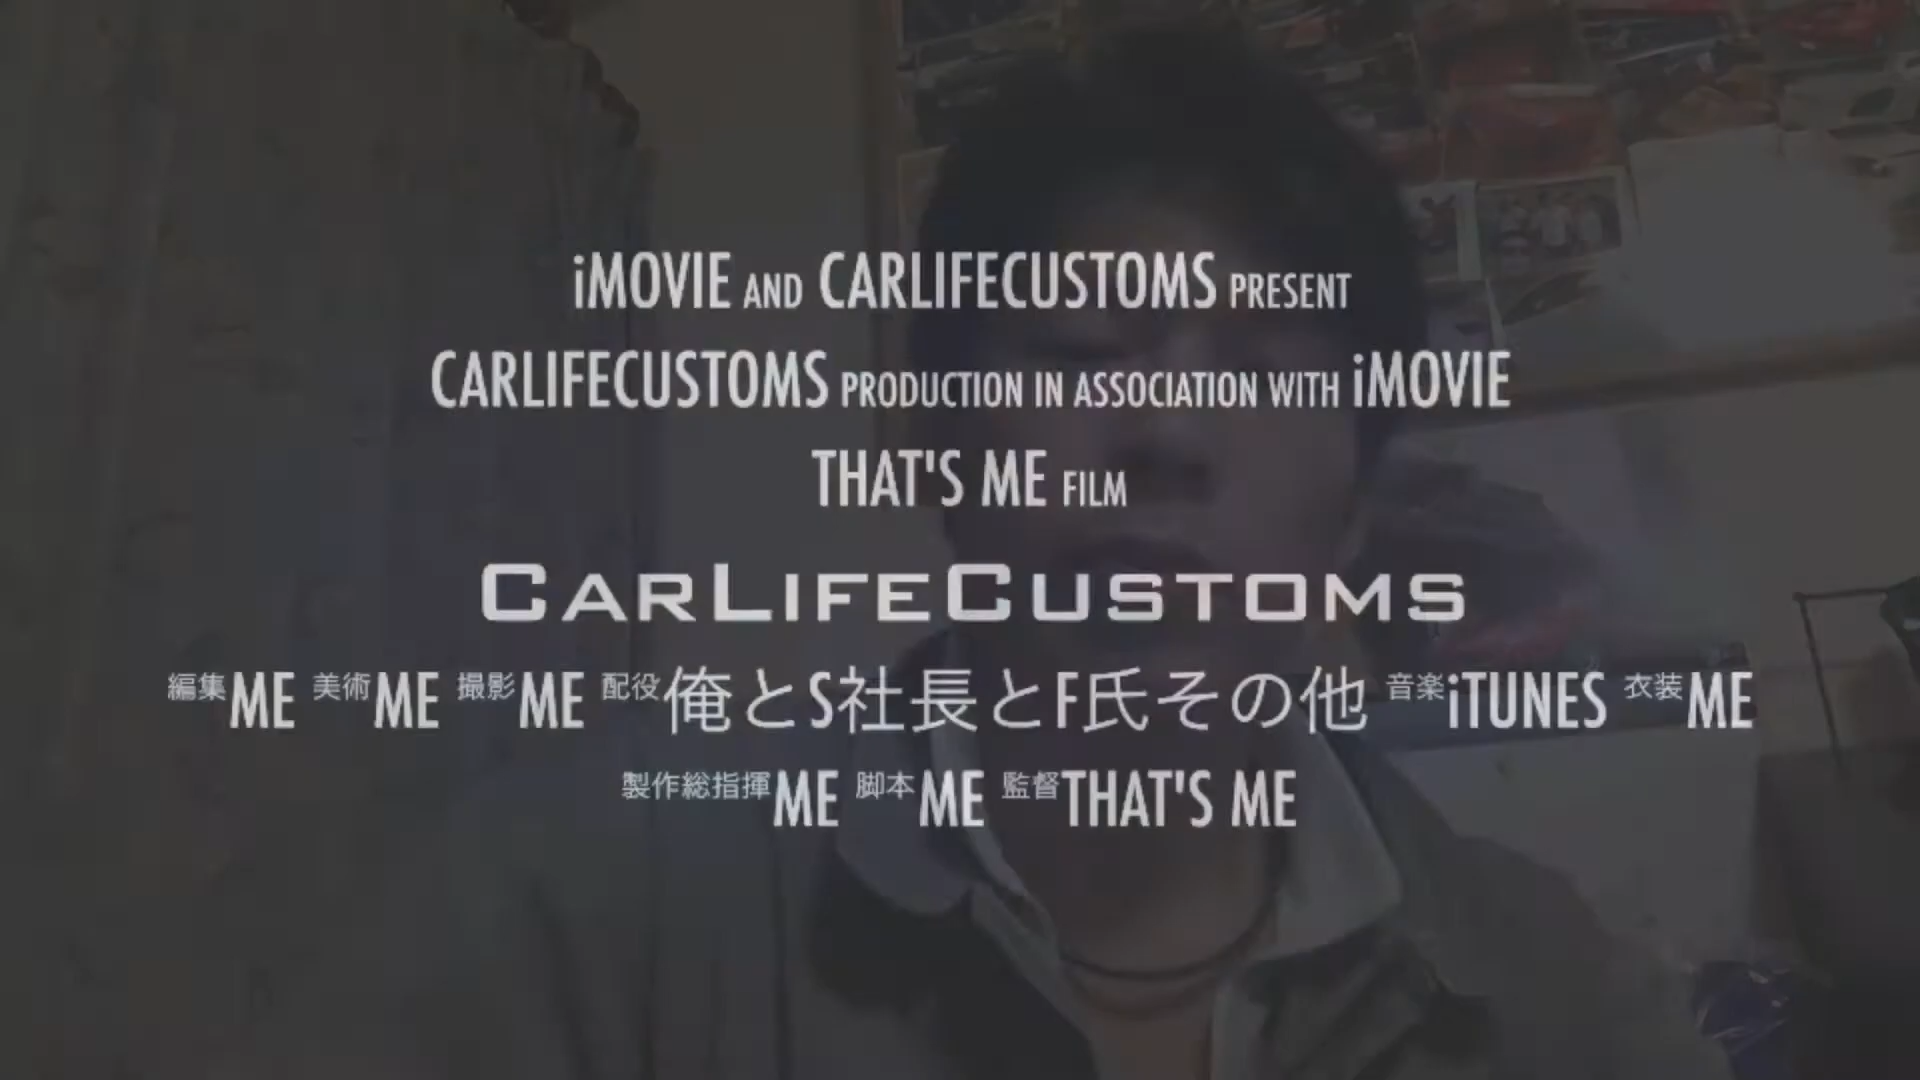 iMOVIE AND CARLIFECUSTOMS PRESENT
CARLIFECUSTOMS PRODUCTION IN ASSOCIATION WITH iMOVIE
THAT'S ME FILM
CARLIFECUSTOMS
編集ME 美術ME 撮影ME 配役俺とS社長とF氏その他 音楽iTUNES 衣装ME
製作総指揮ME 脚本ME 監督THAT'S ME